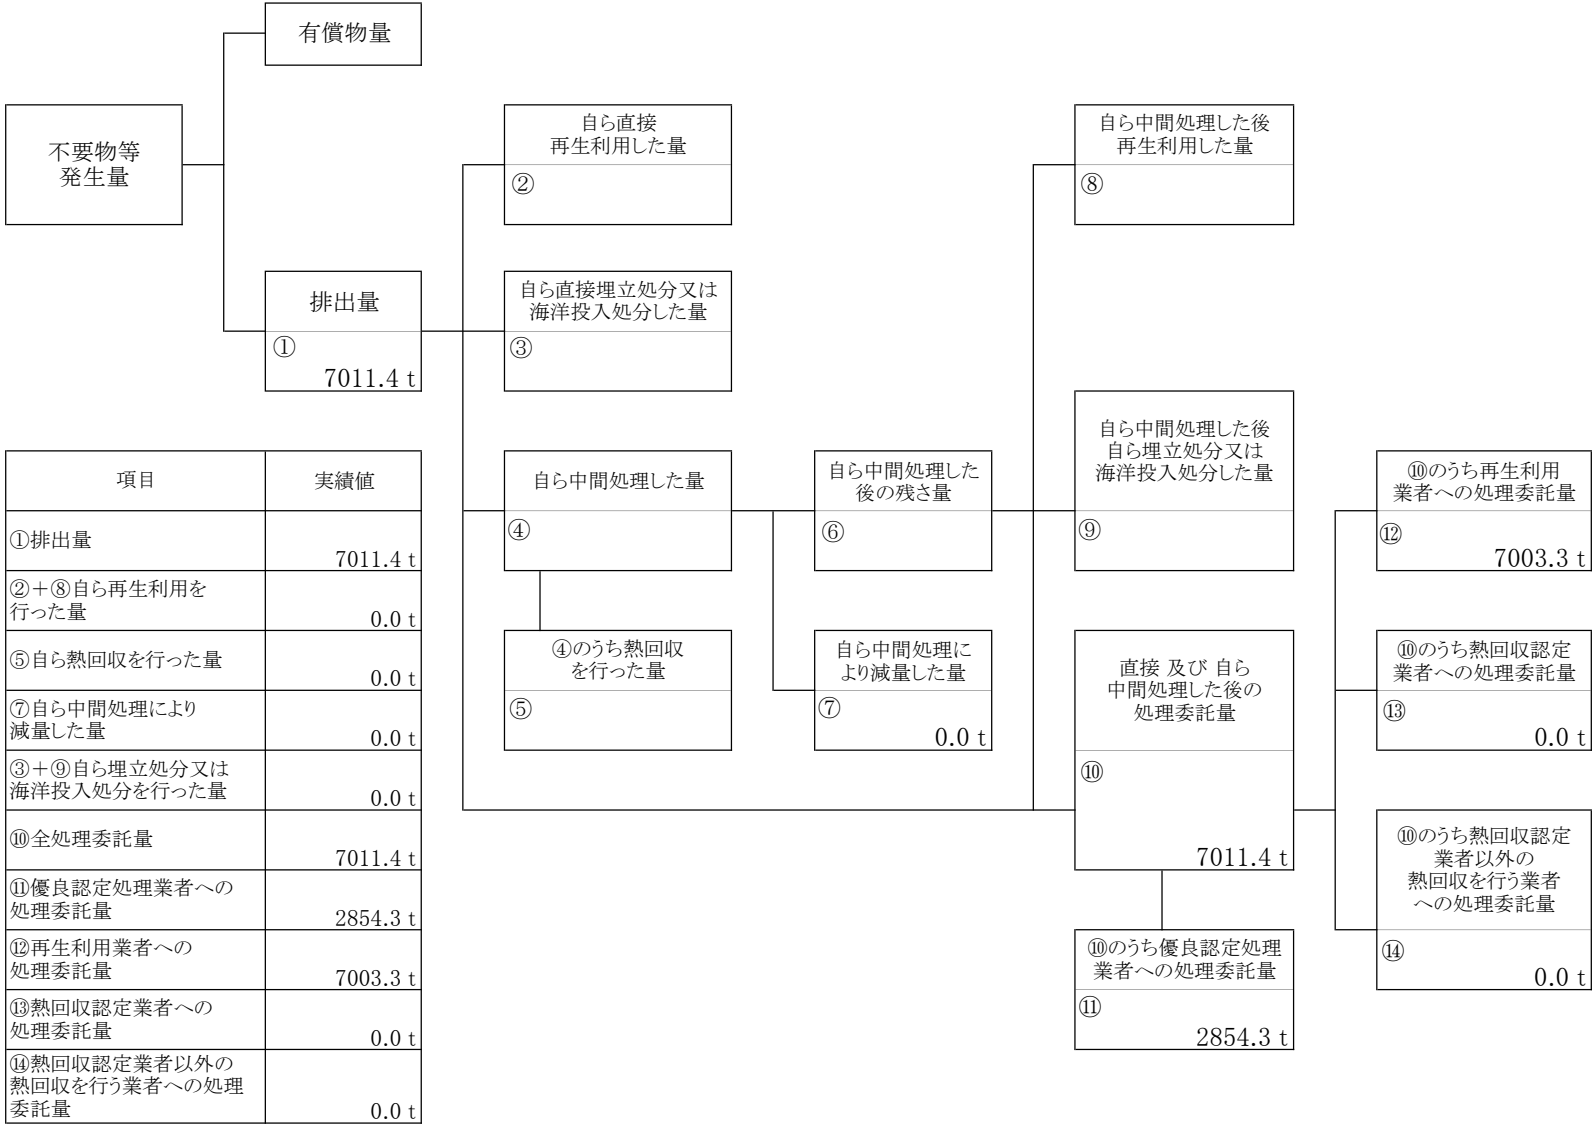 有償物量
不要物等
発生量
自ら直接
再生利用した量
②
自ら中間処理した後
再生利用した量
⑧
排出量
①
7011.4 t
自ら直接埋立処分又は
海洋投入処分した量
③
自ら中間処理した後
自ら埋立処分又は
海洋投入処分した量
⑨
自ら中間処理した量
④
自ら中間処理した
後の残さ量
⑥
⑩のうち再生利用
業者への処理委託量
⑫
7003.3 t
④のうち熱回収
を行った量
⑤
自ら中間処理に
より減量した量
⑦
0.0 t
直接 及び 自ら
中間処理した後の
処理委託量
⑩
7011.4 t
⑩のうち熱回収認定
業者への処理委託量
⑬
0.0 t
⑩のうち熱回収認定
業者以外の
熱回収を行う業者
への処理委託量
⑭
0.0 t
⑩のうち優良認定処理
業者への処理委託量
⑪
2854.3 t
項目 実績値
①排出量
7011.4 t
②＋⑧自ら再生利用を
行った量
0.0 t
⑤自ら熱回収を行った量
0.0 t
⑦自ら中間処理により
減量した量
0.0 t
③＋⑨自ら埋立処分又は
海洋投入処分を行った量
0.0 t
⑩全処理委託量
7011.4 t
⑪優良認定処理業者への
処理委託量
2854.3 t
⑫再生利用業者への
処理委託量
7003.3 t
⑬熱回収認定業者への
処理委託量
0.0 t
⑭熱回収認定業者以外の
熱回収を行う業者への処理
委託量
0.0 t